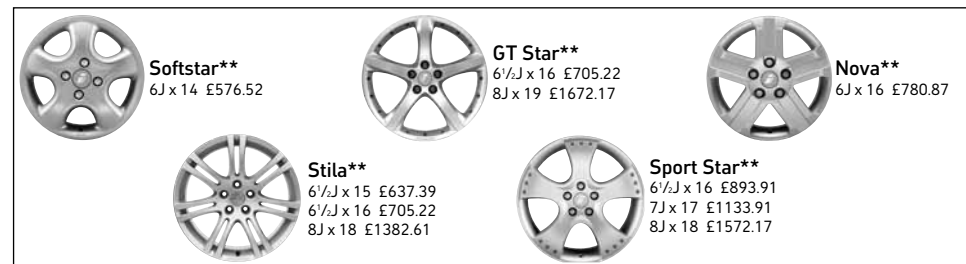 Softstar**
6J x 14 £576.52
GT Star**
6½J x 16 £705.22
8J x 19 £1672.17
Nova**
6J x 16 £780.87
Stila**
6½J x 15 £637.39
6½J x 16 £705.22
8J x 18 £1382.61
Sport Star**
6½J x 16 £893.91
7J x 17 £1133.91
8J x 18 £1572.17